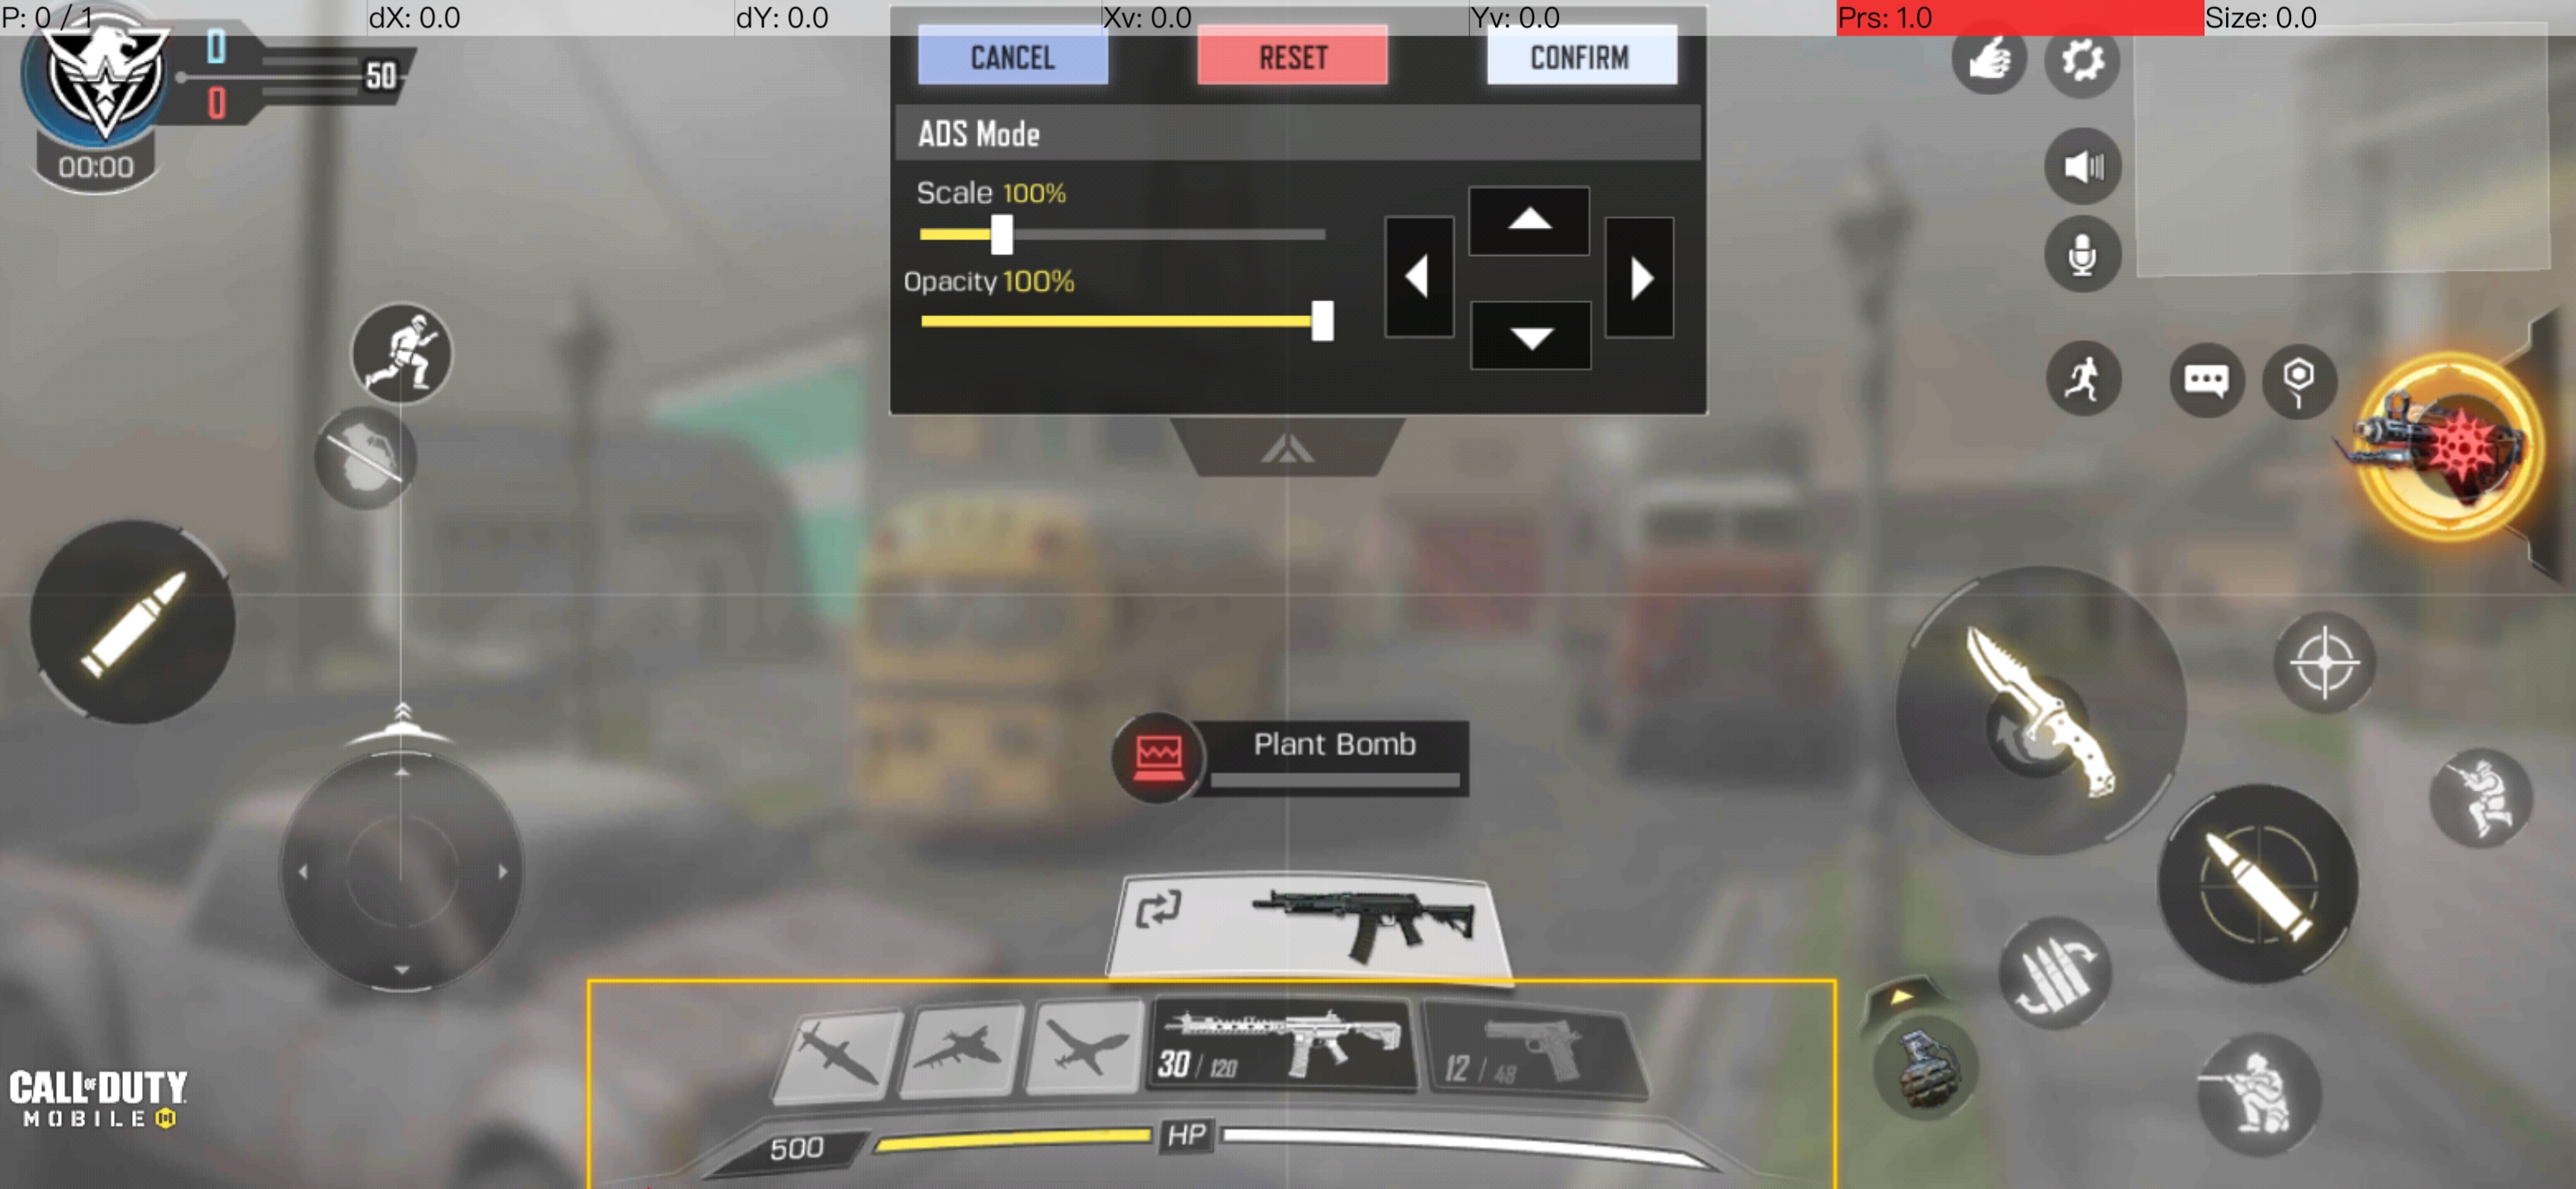 P: 0 / 1 dX: 0.0 dY: 0.0 Xv: 0.0 Yv: 0.0 Prs: 1.0 Size: 0.0
CANCEL RESET CONFIRM
0
50
0
00:00
ADS Mode
Scale 100%
Opacity 100%
Plant Bomb
30 / 120
12 / 48
500
HP
CALL OF DUTY
MOBILE